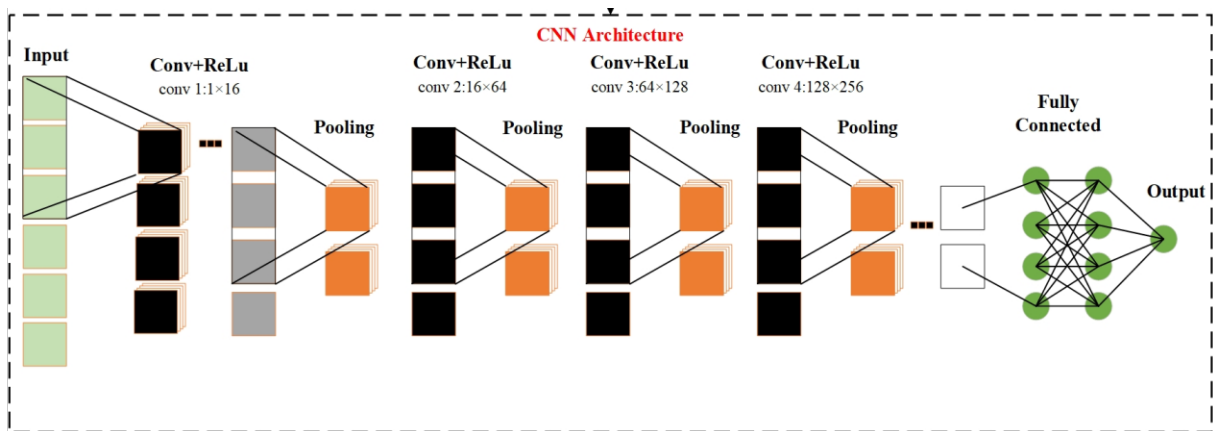 CNN Architecture
Input
Conv+ReLu
conv 1:1×16
Pooling
Conv+ReLu
conv 2:16×64
Pooling
Conv+ReLu
conv 3:64×128
Pooling
Conv+ReLu
conv 4:128×256
Pooling
Fully
Connected
Output